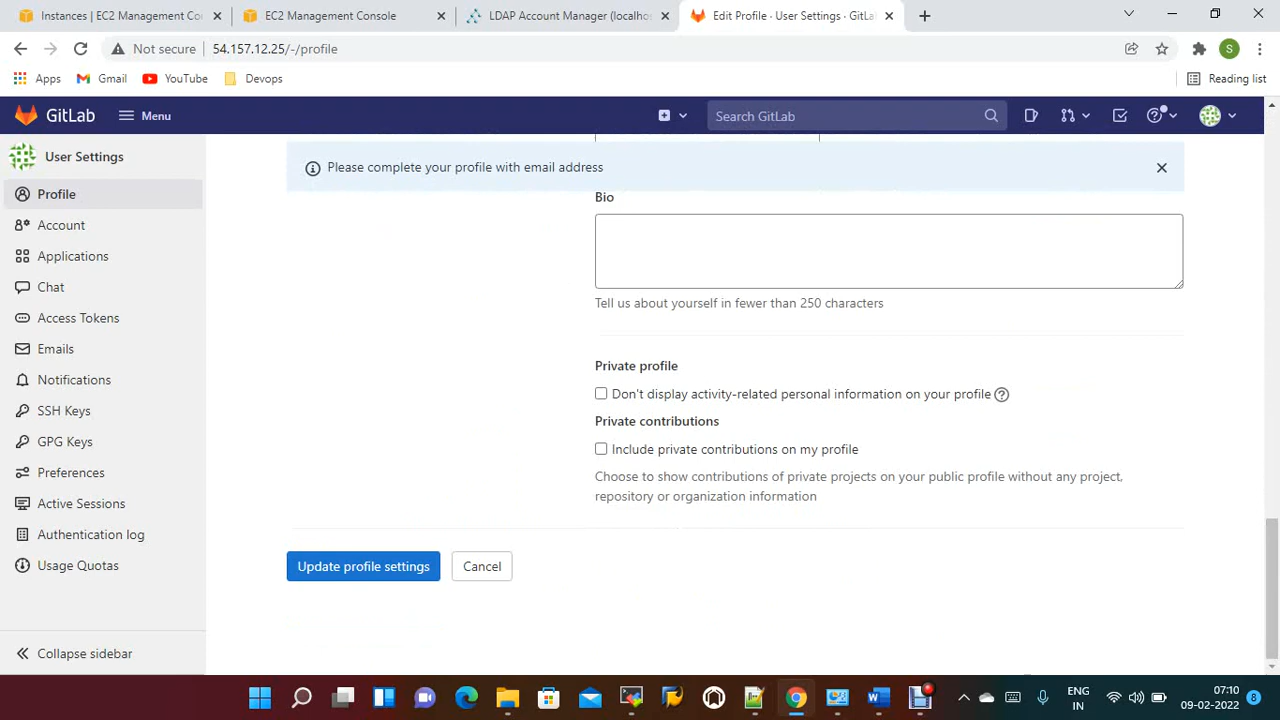 Instances | EC2 Management Co
EC2 Management Console
LDAP Account Manager (localho
Edit Profile · User Settings · GitLa
Not secure
54.157.12.25/-/profile
S
Apps
Gmail
YouTube
Devops
Reading list
GitLab
Menu
Search GitLab
User Settings
Profile
Account
Applications
Chat
Access Tokens
Emails
Notifications
SSH Keys
GPG Keys
Preferences
Active Sessions
Authentication log
Usage Quotas
Collapse sidebar
Please complete your profile with email address
Bio
Tell us about yourself in fewer than 250 characters
Private profile
Don't display activity-related personal information on your profile
Private contributions
Include private contributions on my profile
Choose to show contributions of private projects on your public profile without any project,
repository or organization information
Update profile settings
Cancel
ENG
IN
07:10
09-02-2022
8